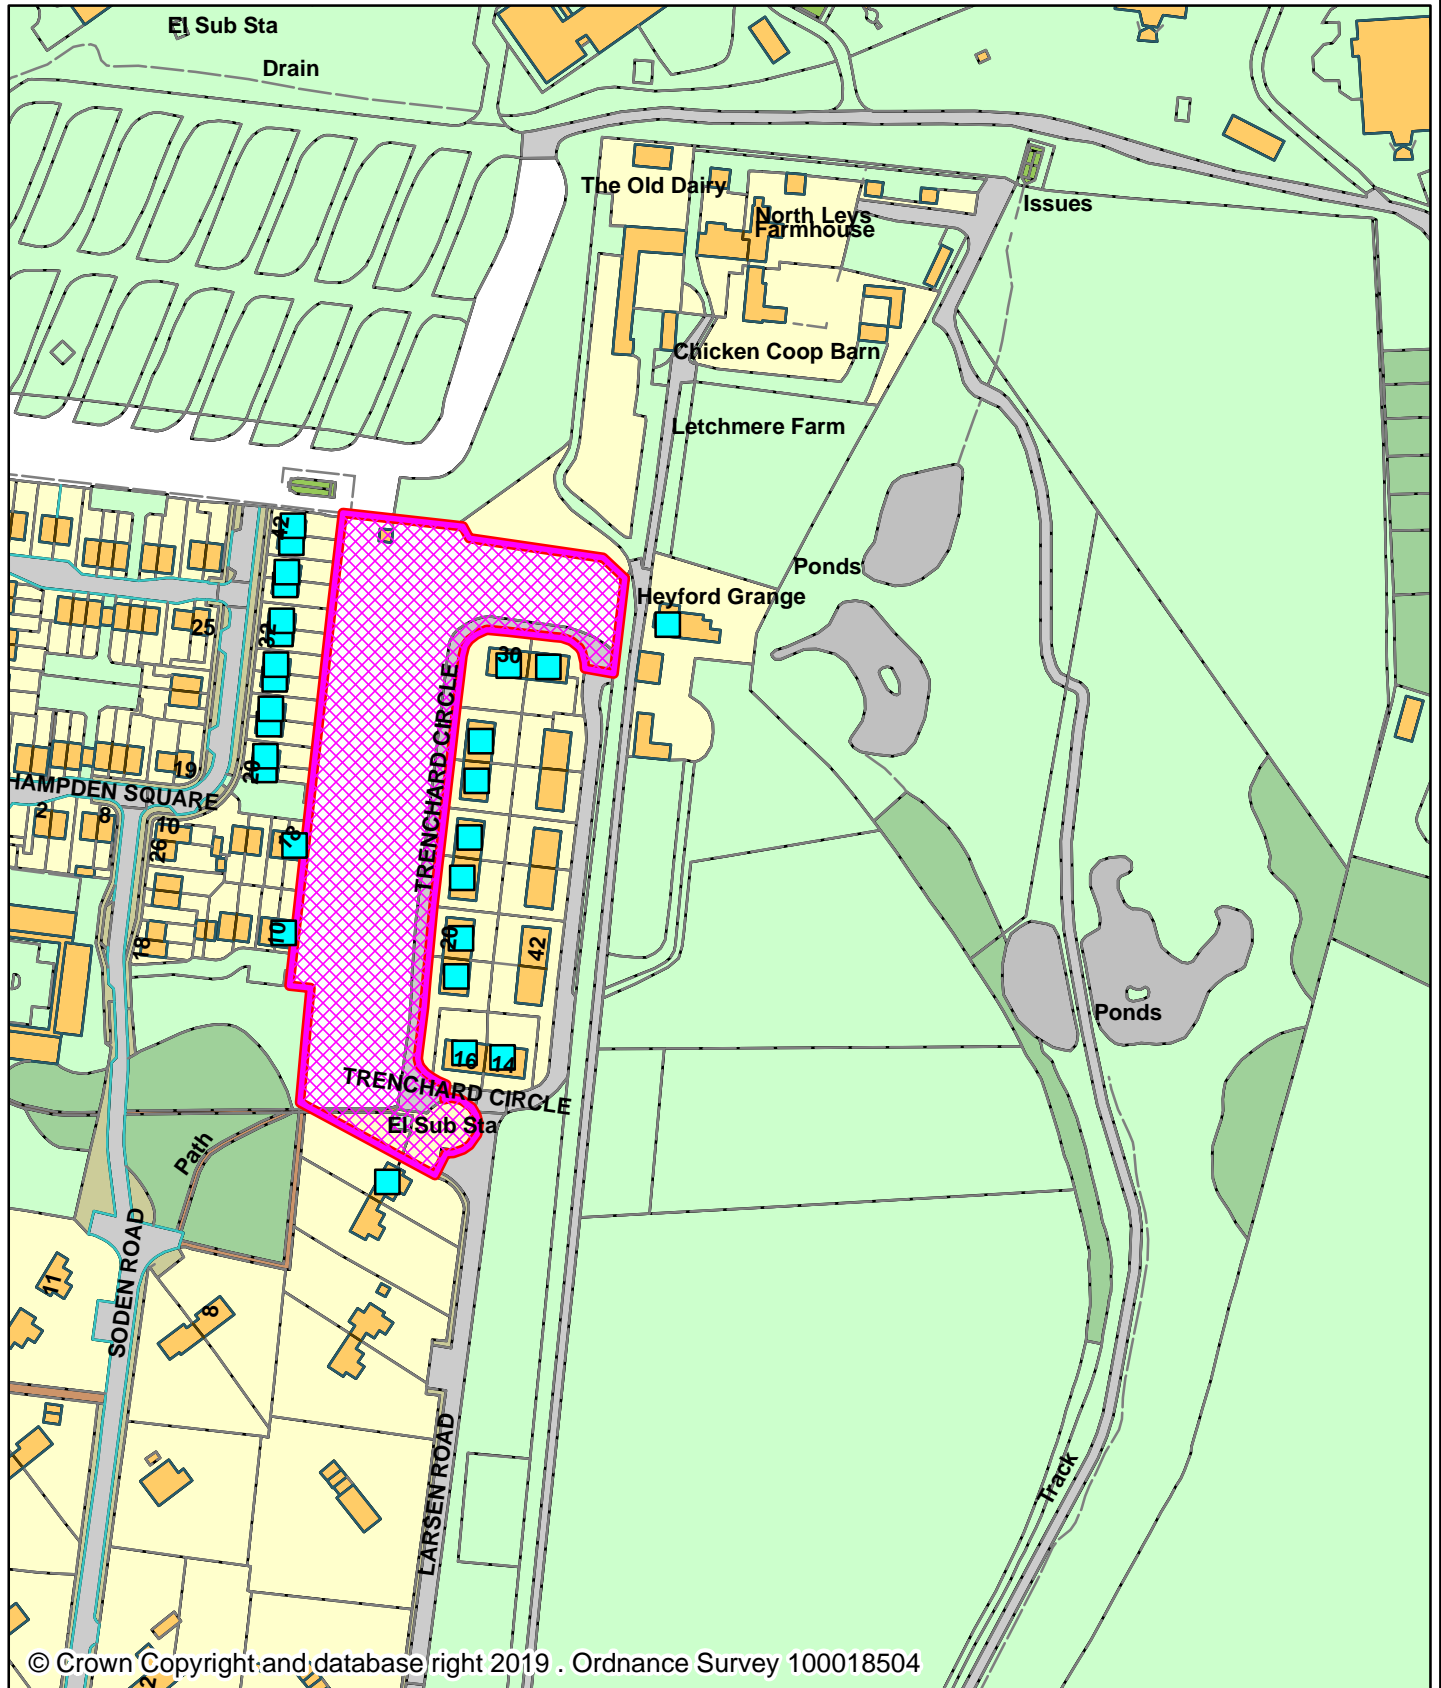 El Sub Sta
Drain
The Old Dairy
North Leys
Farmhouse
Issues
Chicken Coop Barn
Letchmere Farm
42
Ponds
Heyford Grange
32
25
30
TRENCHARD CIRCLE
20
19
HAMPDEN SQUARE
2
8
10
26
18
78
10
20
42
16
14
Ponds
TRENCHARD CIRCLE
El Sub Sta
Path
SODEN ROAD
11
8
LARSEN ROAD
Track
2
© Crown Copyright and database right 2019 . Ordnance Survey 100018504